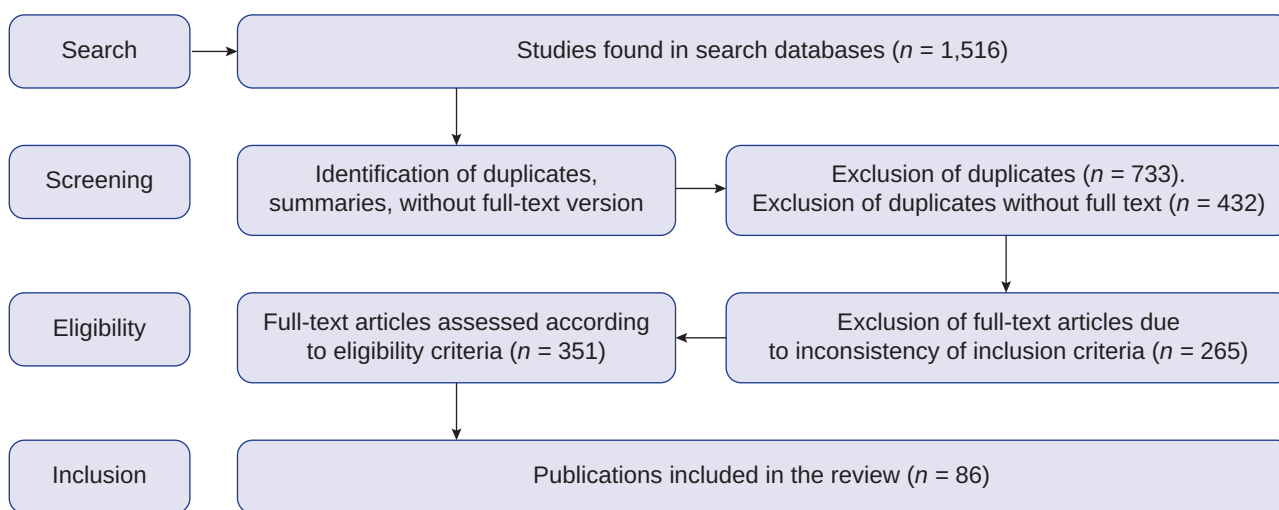 Search
Studies found in search databases (n = 1,516)
Screening
Identification of duplicates,
summaries, without full-text version
Exclusion of duplicates (n = 733).
Exclusion of duplicates without full text (n = 432)
Eligibility
Full-text articles assessed according
to eligibility criteria (n = 351)
Exclusion of full-text articles due
to inconsistency of inclusion criteria (n = 265)
Inclusion
Publications included in the review (n = 86)